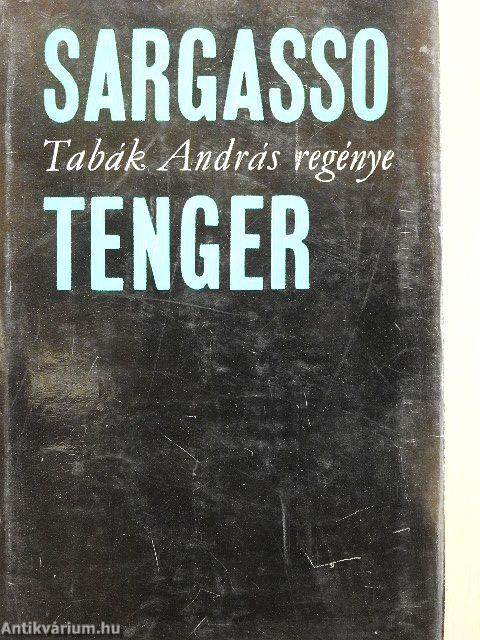 SARGASSO
Tabák András regénye
TENGER
Antikvárium.hu